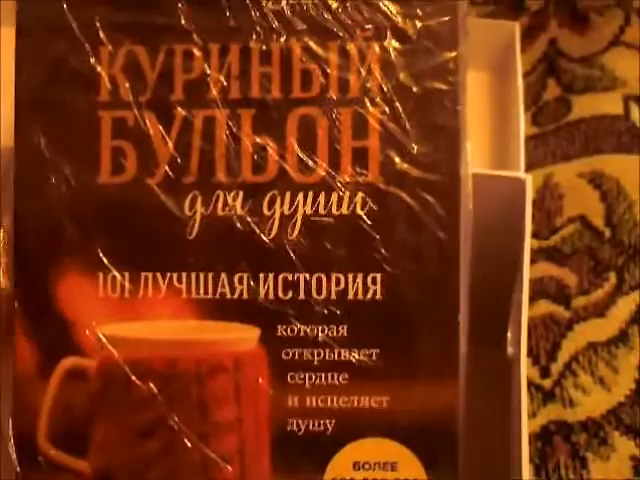 КУРИНЫЙ
БУЛЬОН
для души
101 ЛУЧШАЯ ИСТОРИЯ
которая
открывает
сердце
и исцеляет
душу
БОЛЕЕ